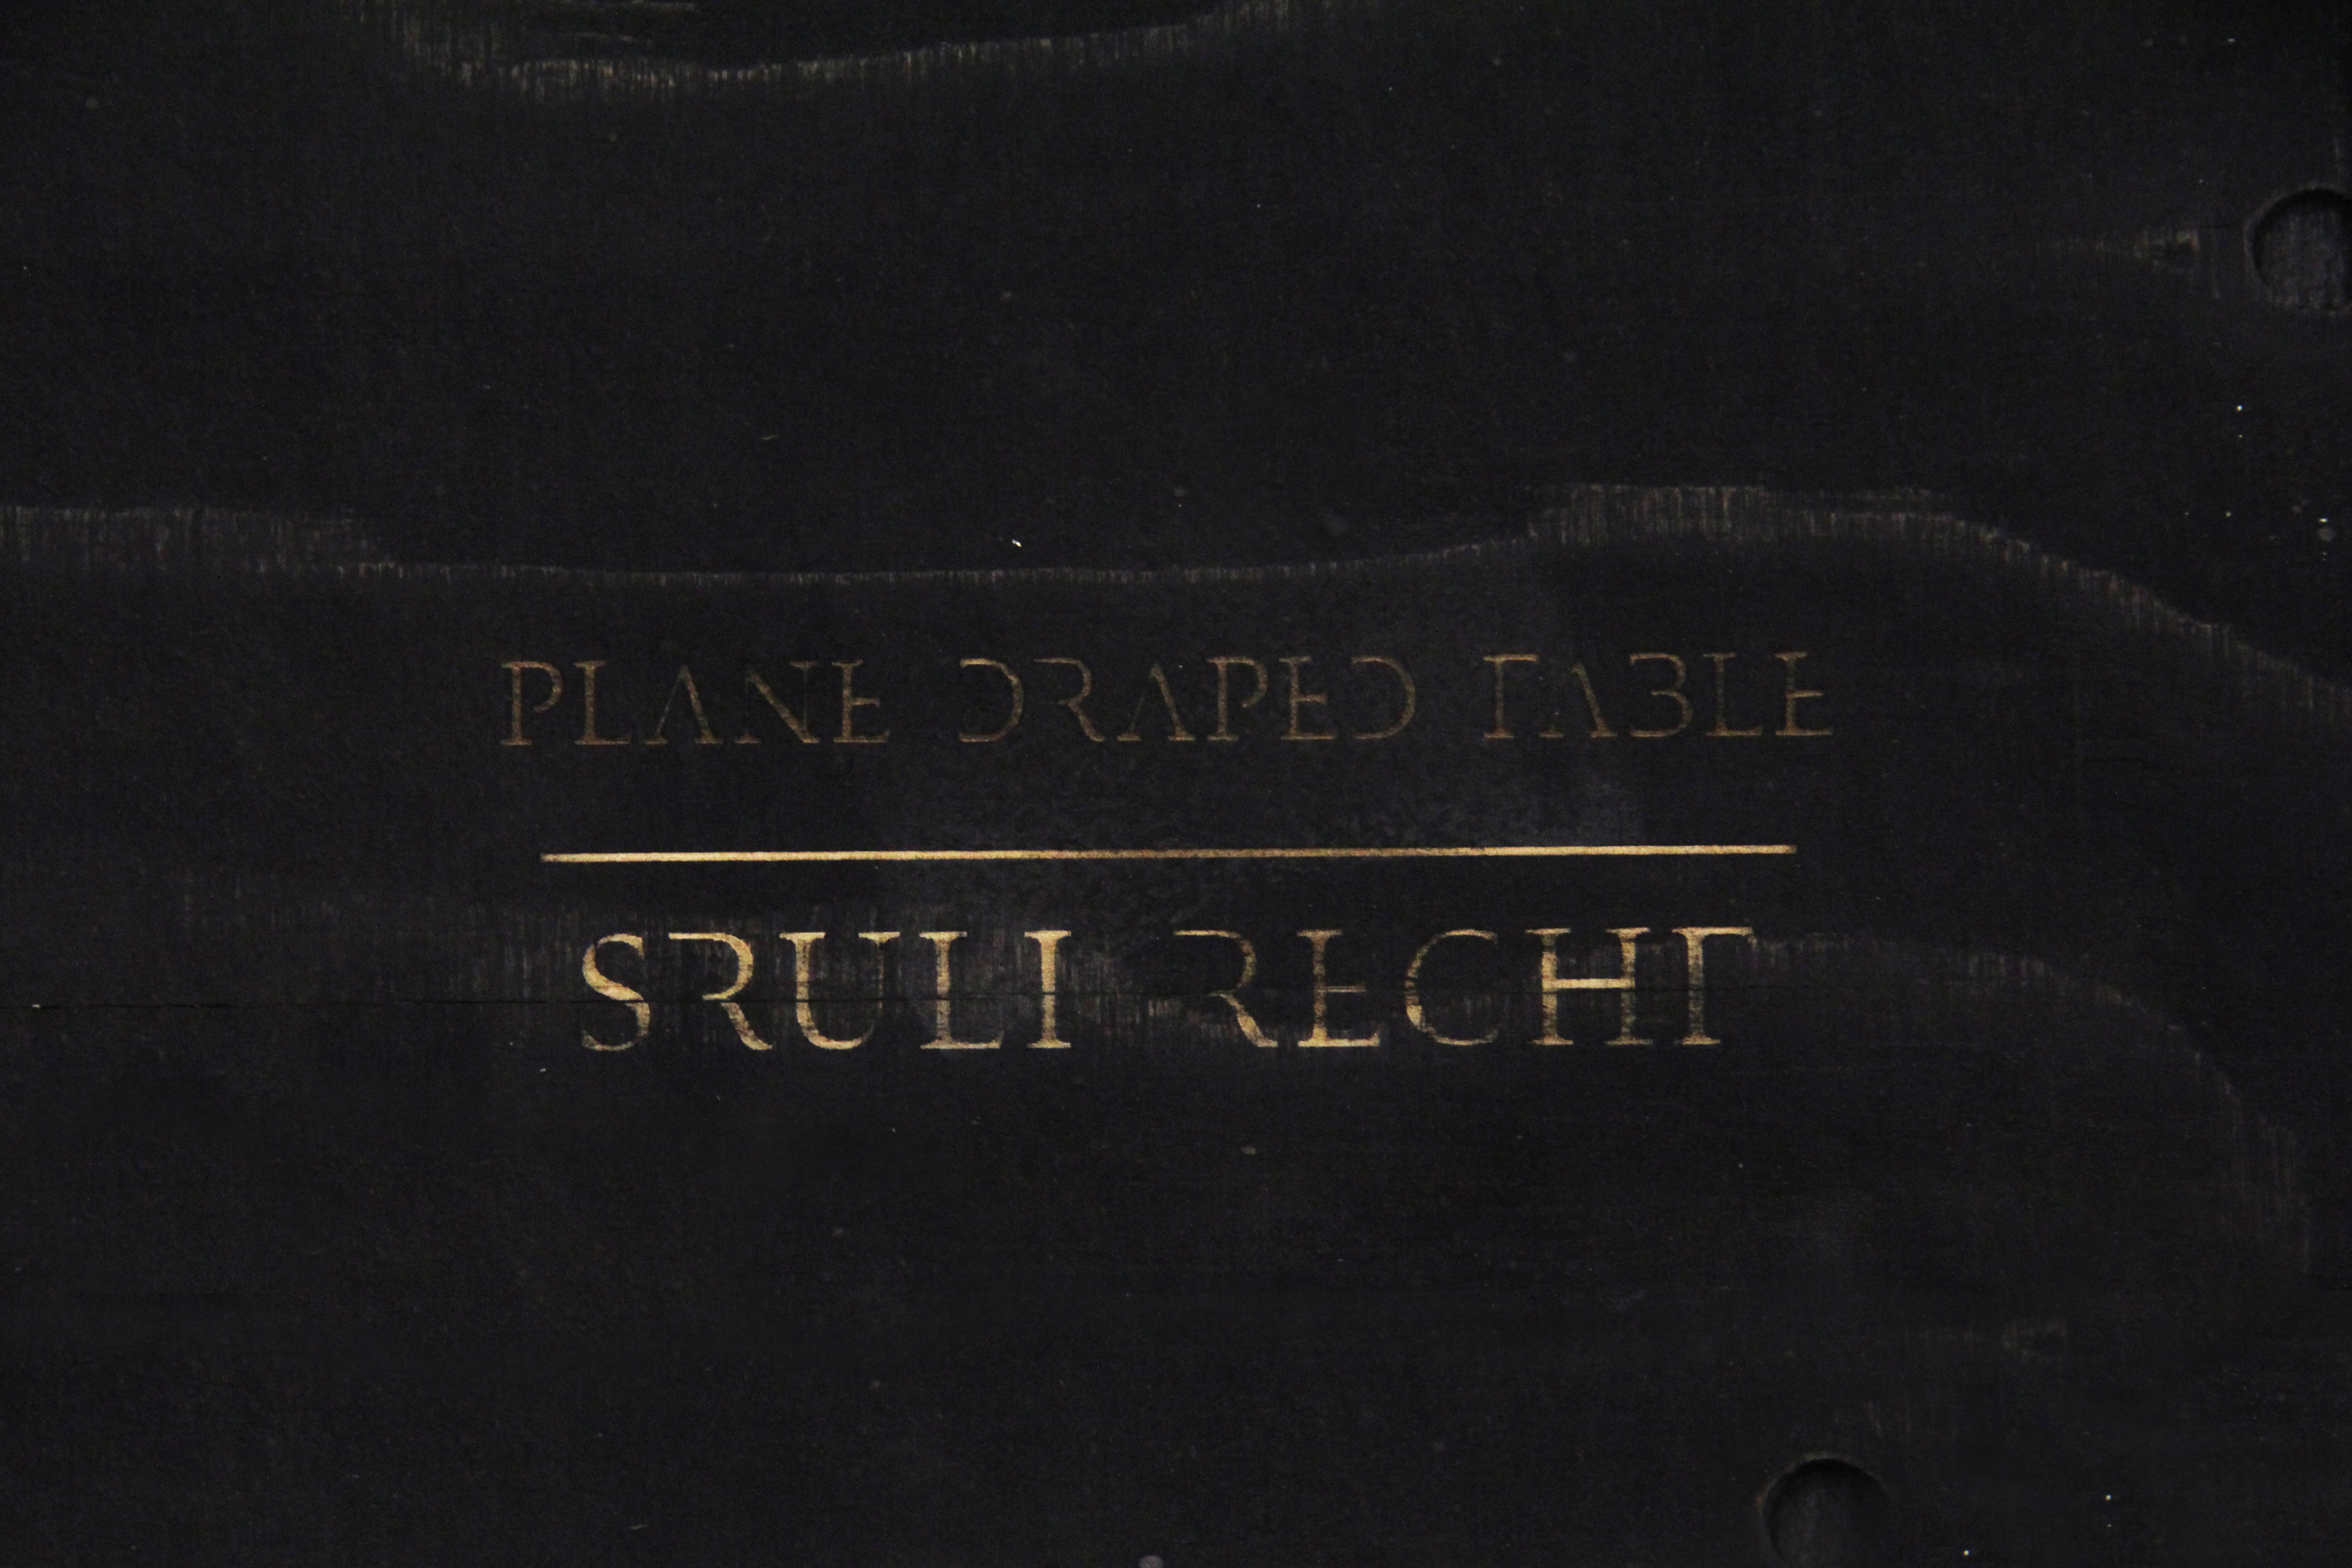 PLANE DRAPED TABLE
SRULI RECHT